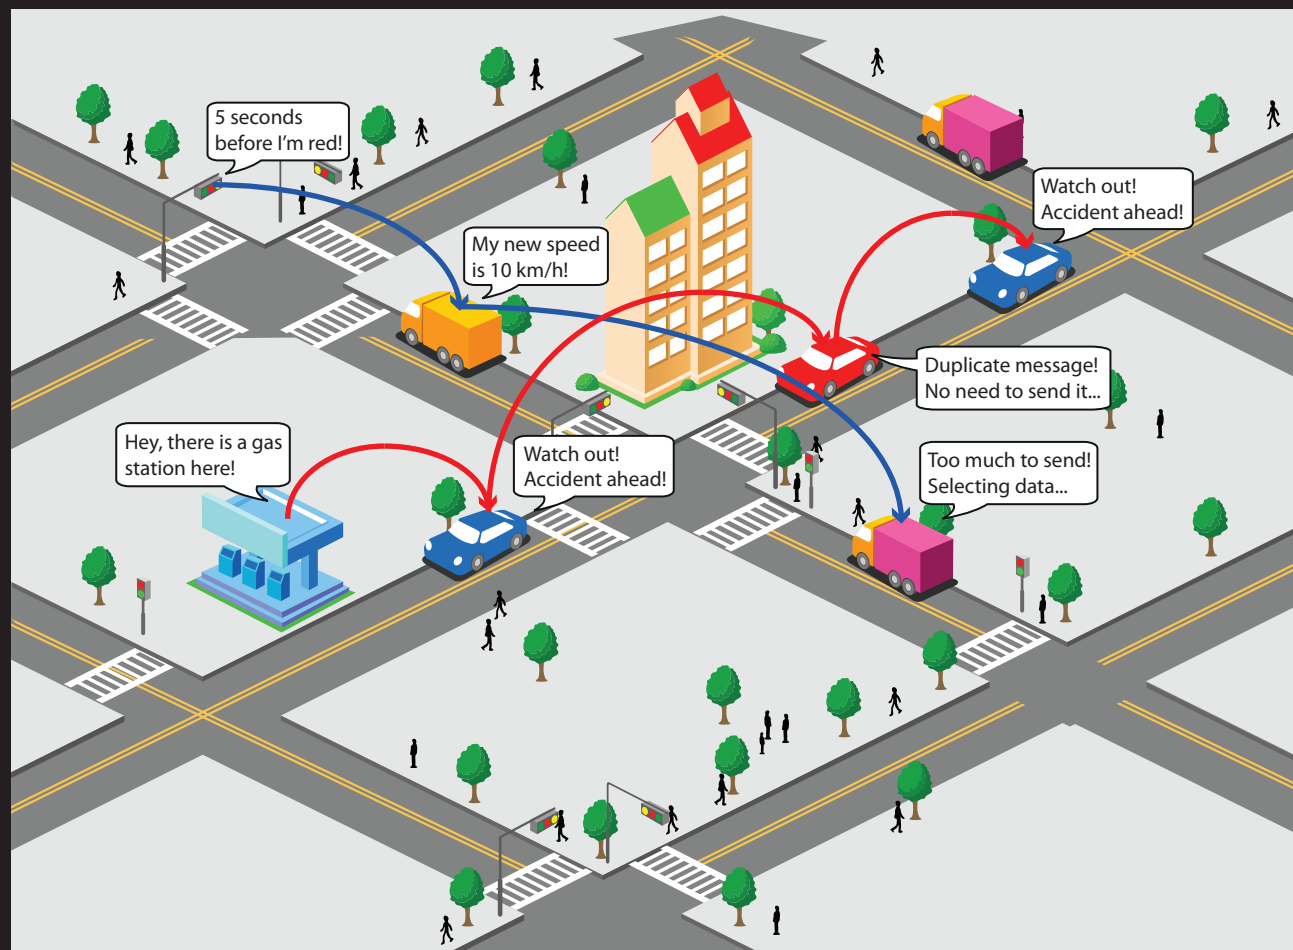 5 seconds
before I'm red!
Watch out!
Accident ahead!
My new speed
is 10 km/h!
Duplicate message!
No need to send it...
Hey, there is a gas
station here!
Watch out!
Accident ahead!
Too much to send!
Selecting data...